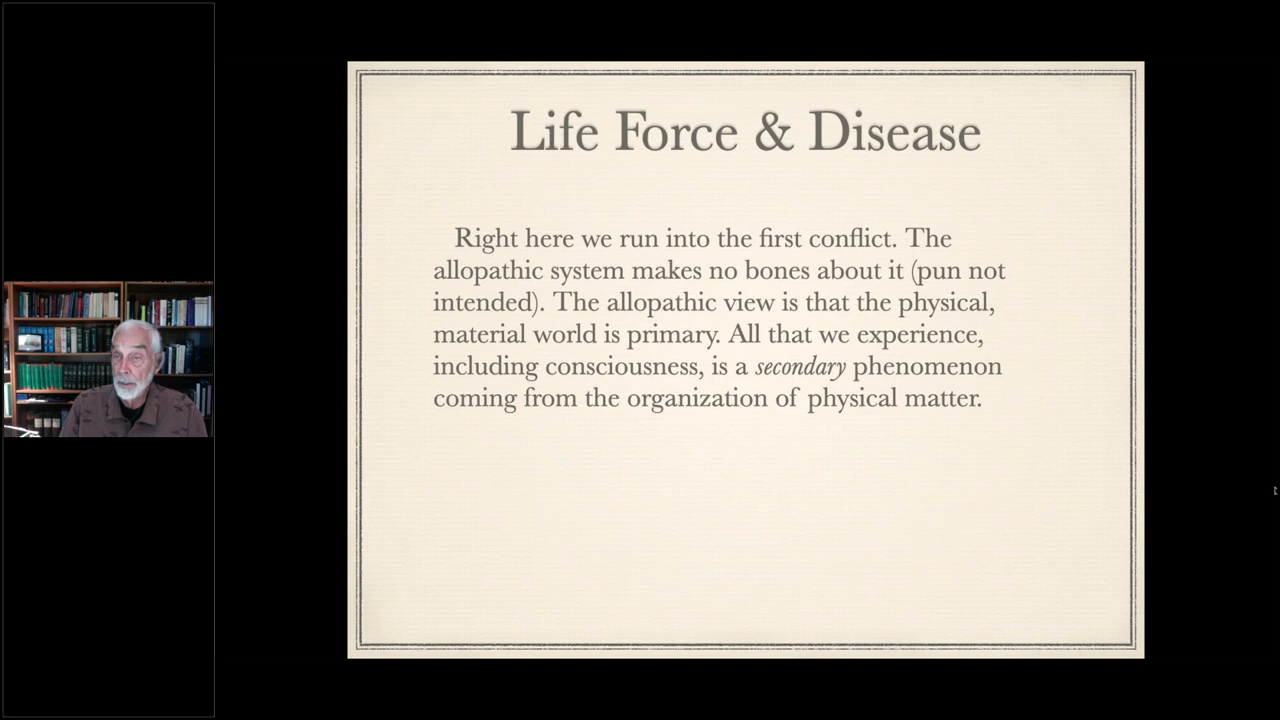 Life Force & Disease
Right here we run into the first conflict. The
allopathic system makes no bones about it (pun not
intended). The allopathic view is that the physical,
material world is primary. All that we experience,
including consciousness, is a secondary phenomenon
coming from the organization of physical matter.